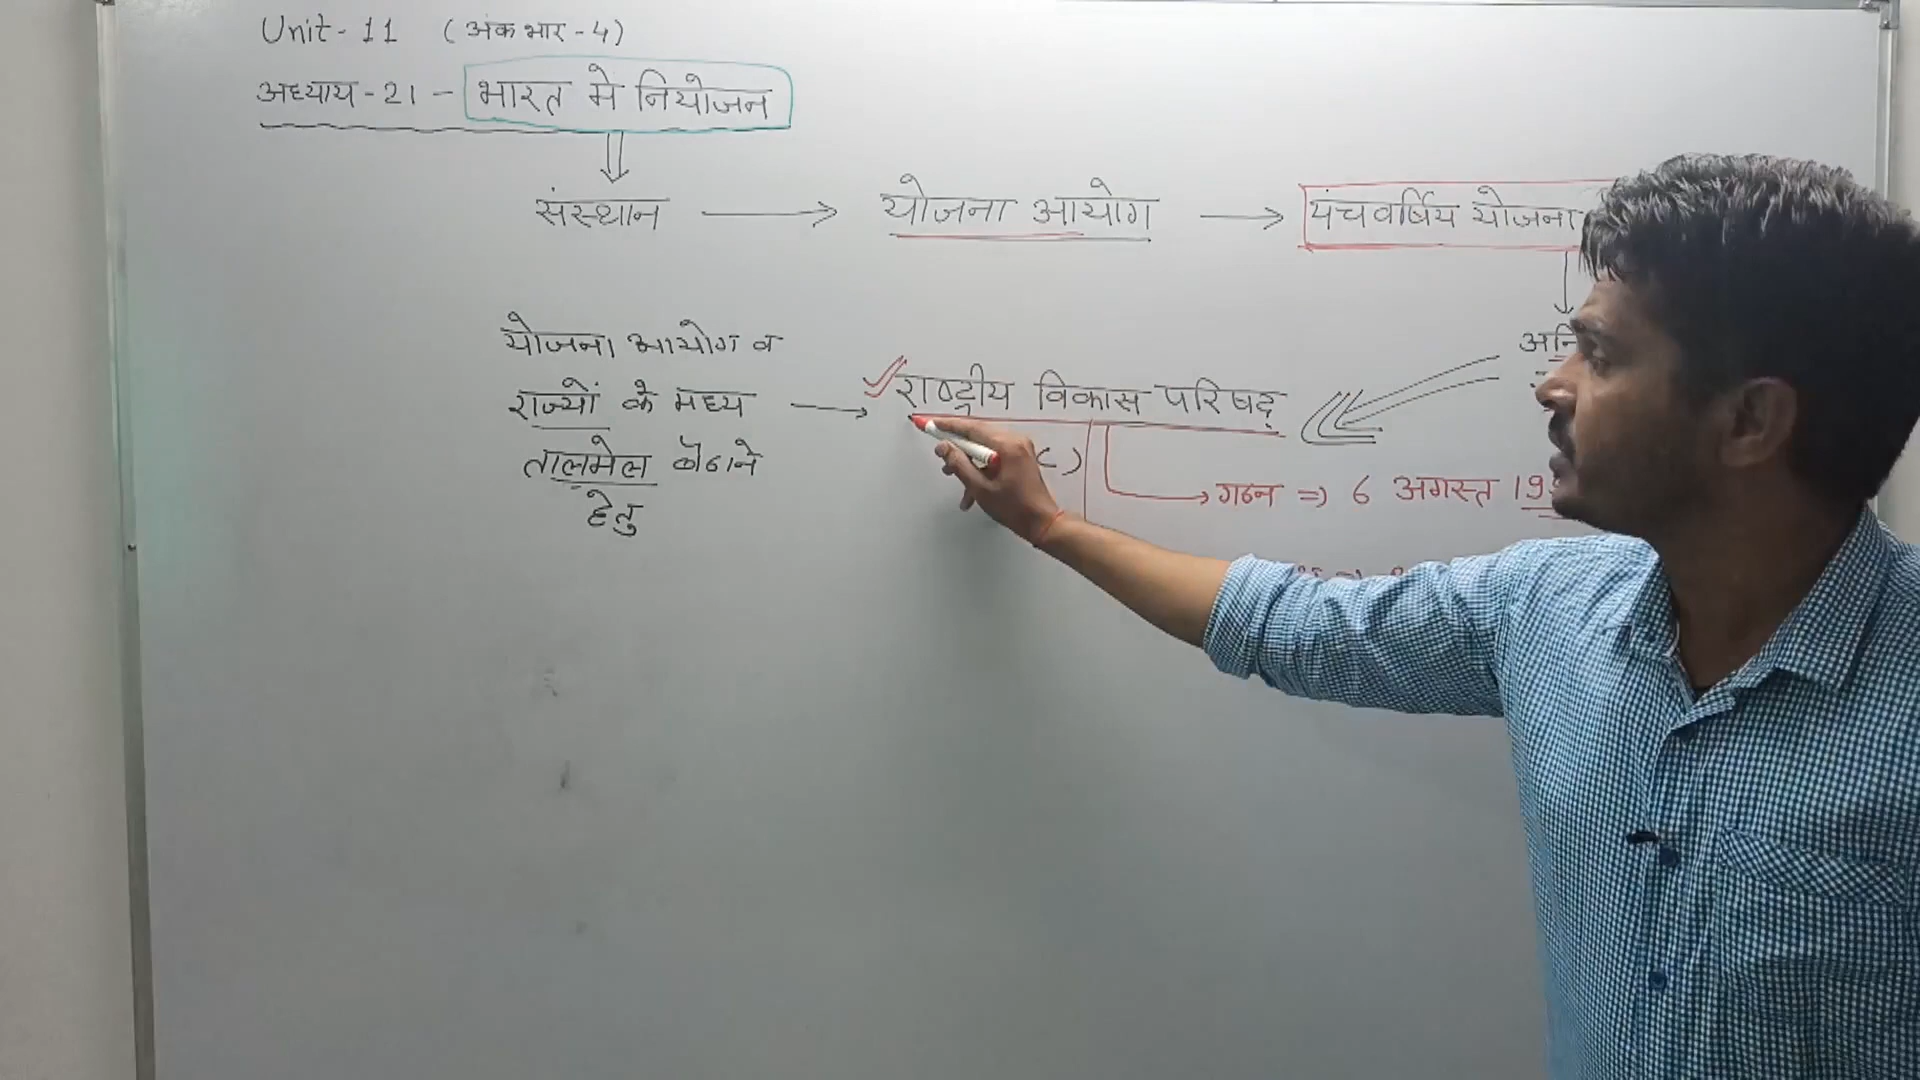 Unit - 11 (अंक भार - 4)
अध्याय - 21 - भारत मे नियोजन
संस्थान → योजना आयोग → पंचवर्षिय योजना
योजना आयोग व
राज्यों के मध्य → राष्ट्रीय विकास परिषद्
तालमेल बैठाने
हेतु
C)
गठन ⇒ 6 अगस्त 19